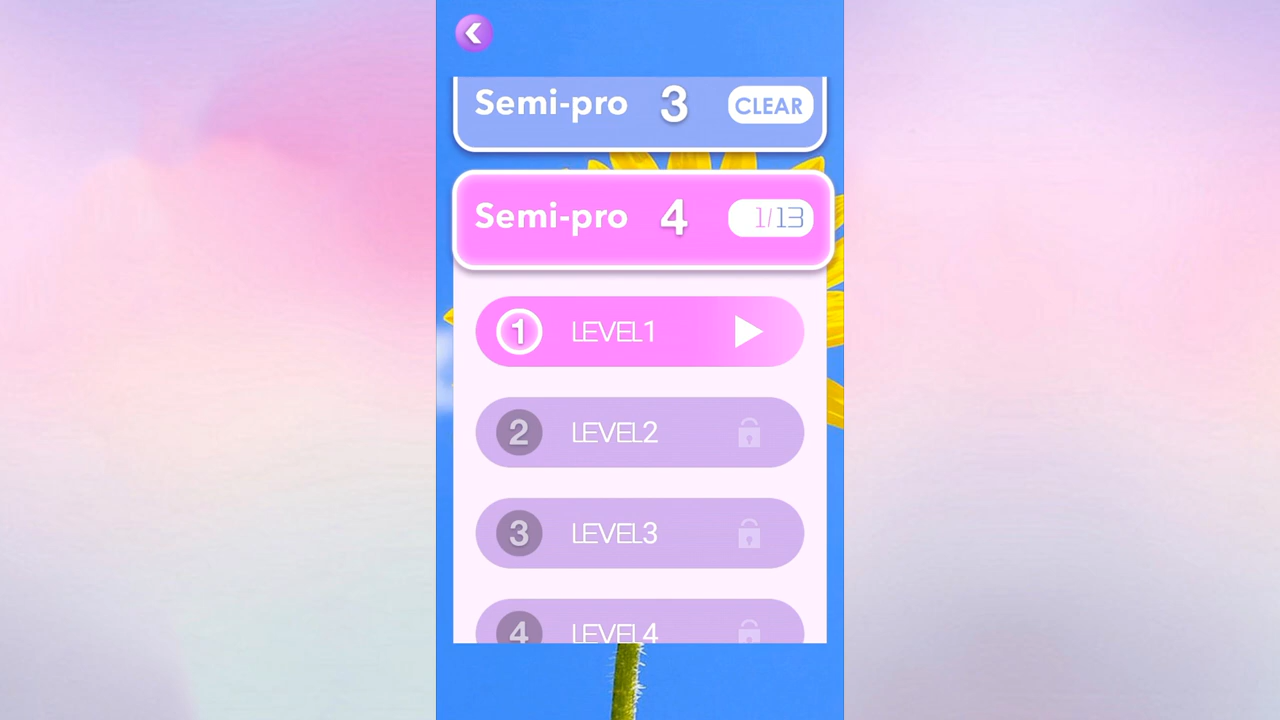 Semi-pro 3 CLEAR
Semi-pro 4 1/13
1 LEVEL1
2 LEVEL2
3 LEVEL3
4 LEVEL4